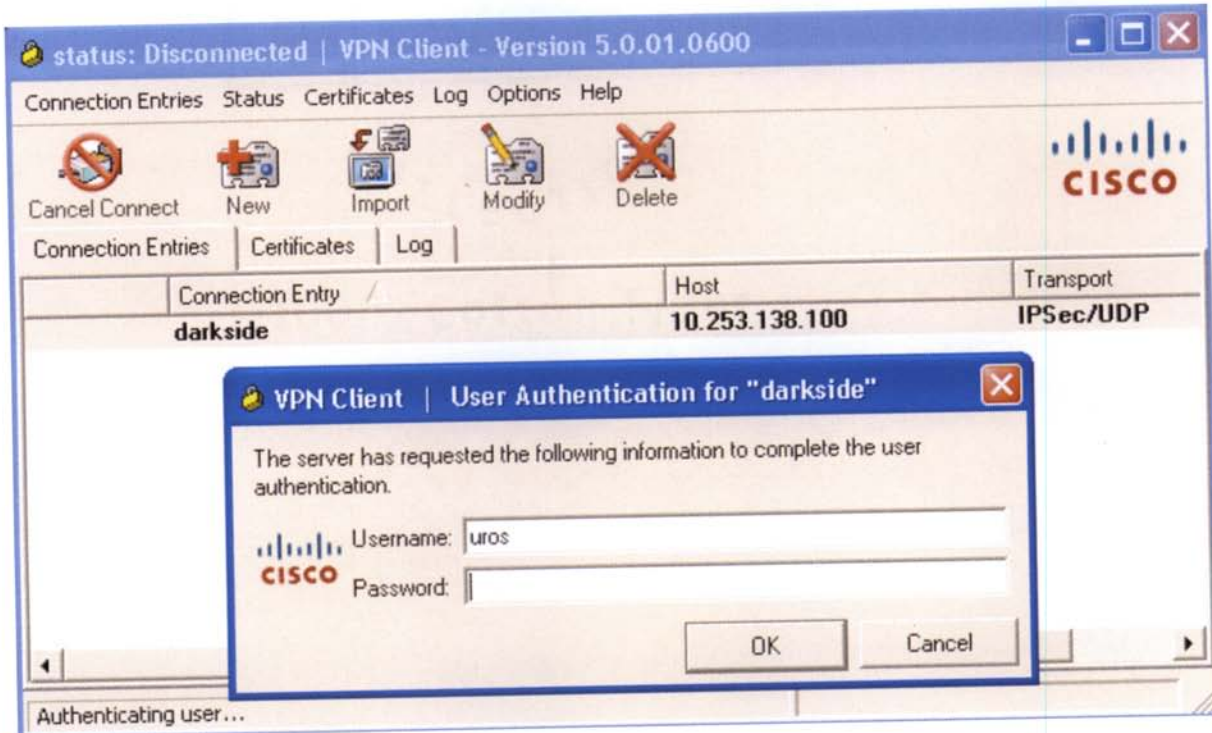 status: Disconnected | VPN Client - Version 5.0.01.0600
Connection Entries Status Certificates Log Options Help
Cancel Connect New Import Modify Delete
CISCO
Connection Entries Certificates Log
Connection Entry Host Transport
darkside 10.253.138.100 IPSec/UDP
VPN Client | User Authentication for "darkside"
The server has requested the following information to complete the user
authentication.
CISCO
Username: uros
Password:
OK Cancel
Authenticating user...